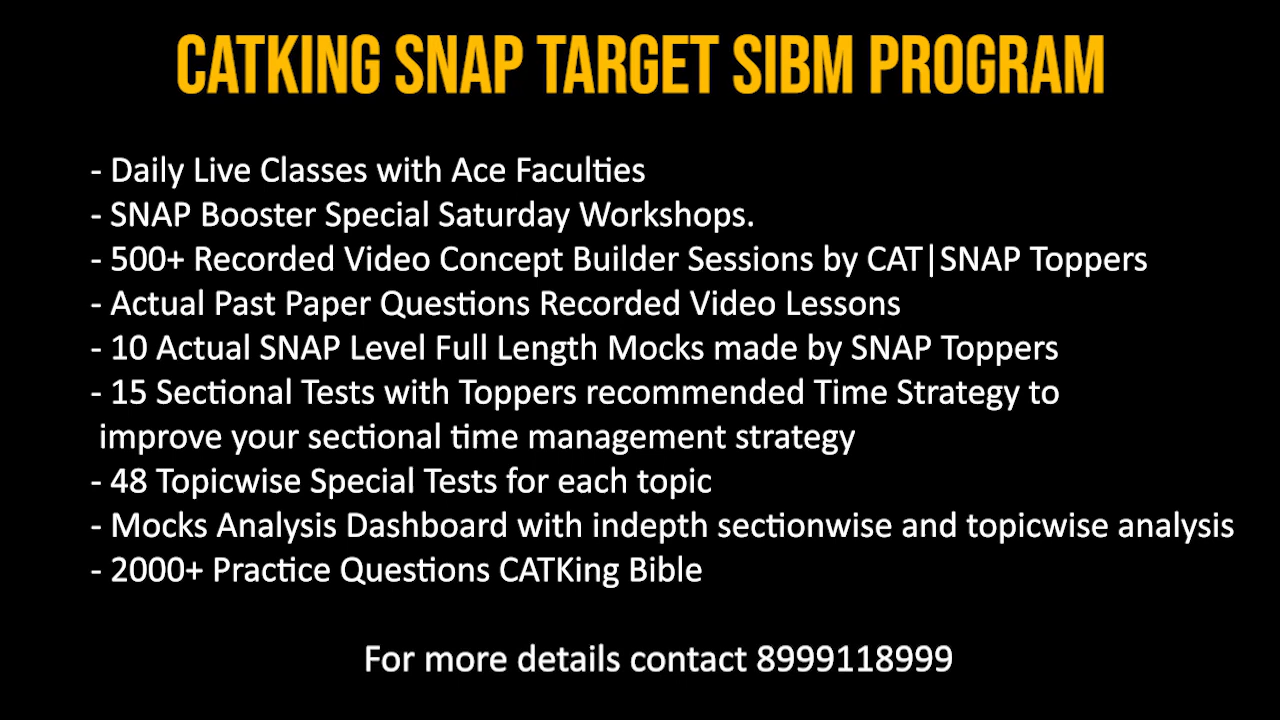 CATKING SNAP TARGET SIBM PROGRAM
- Daily Live Classes with Ace Faculties
- SNAP Booster Special Saturday Workshops.
- 500+ Recorded Video Concept Builder Sessions by CAT|SNAP Toppers
- Actual Past Paper Questions Recorded Video Lessons
- 10 Actual SNAP Level Full Length Mocks made by SNAP Toppers
- 15 Sectional Tests with Toppers recommended Time Strategy to
improve your sectional time management strategy
- 48 Topicwise Special Tests for each topic
- Mocks Analysis Dashboard with indepth sectionwise and topicwise analysis
- 2000+ Practice Questions CATKing Bible
For more details contact 8999118999